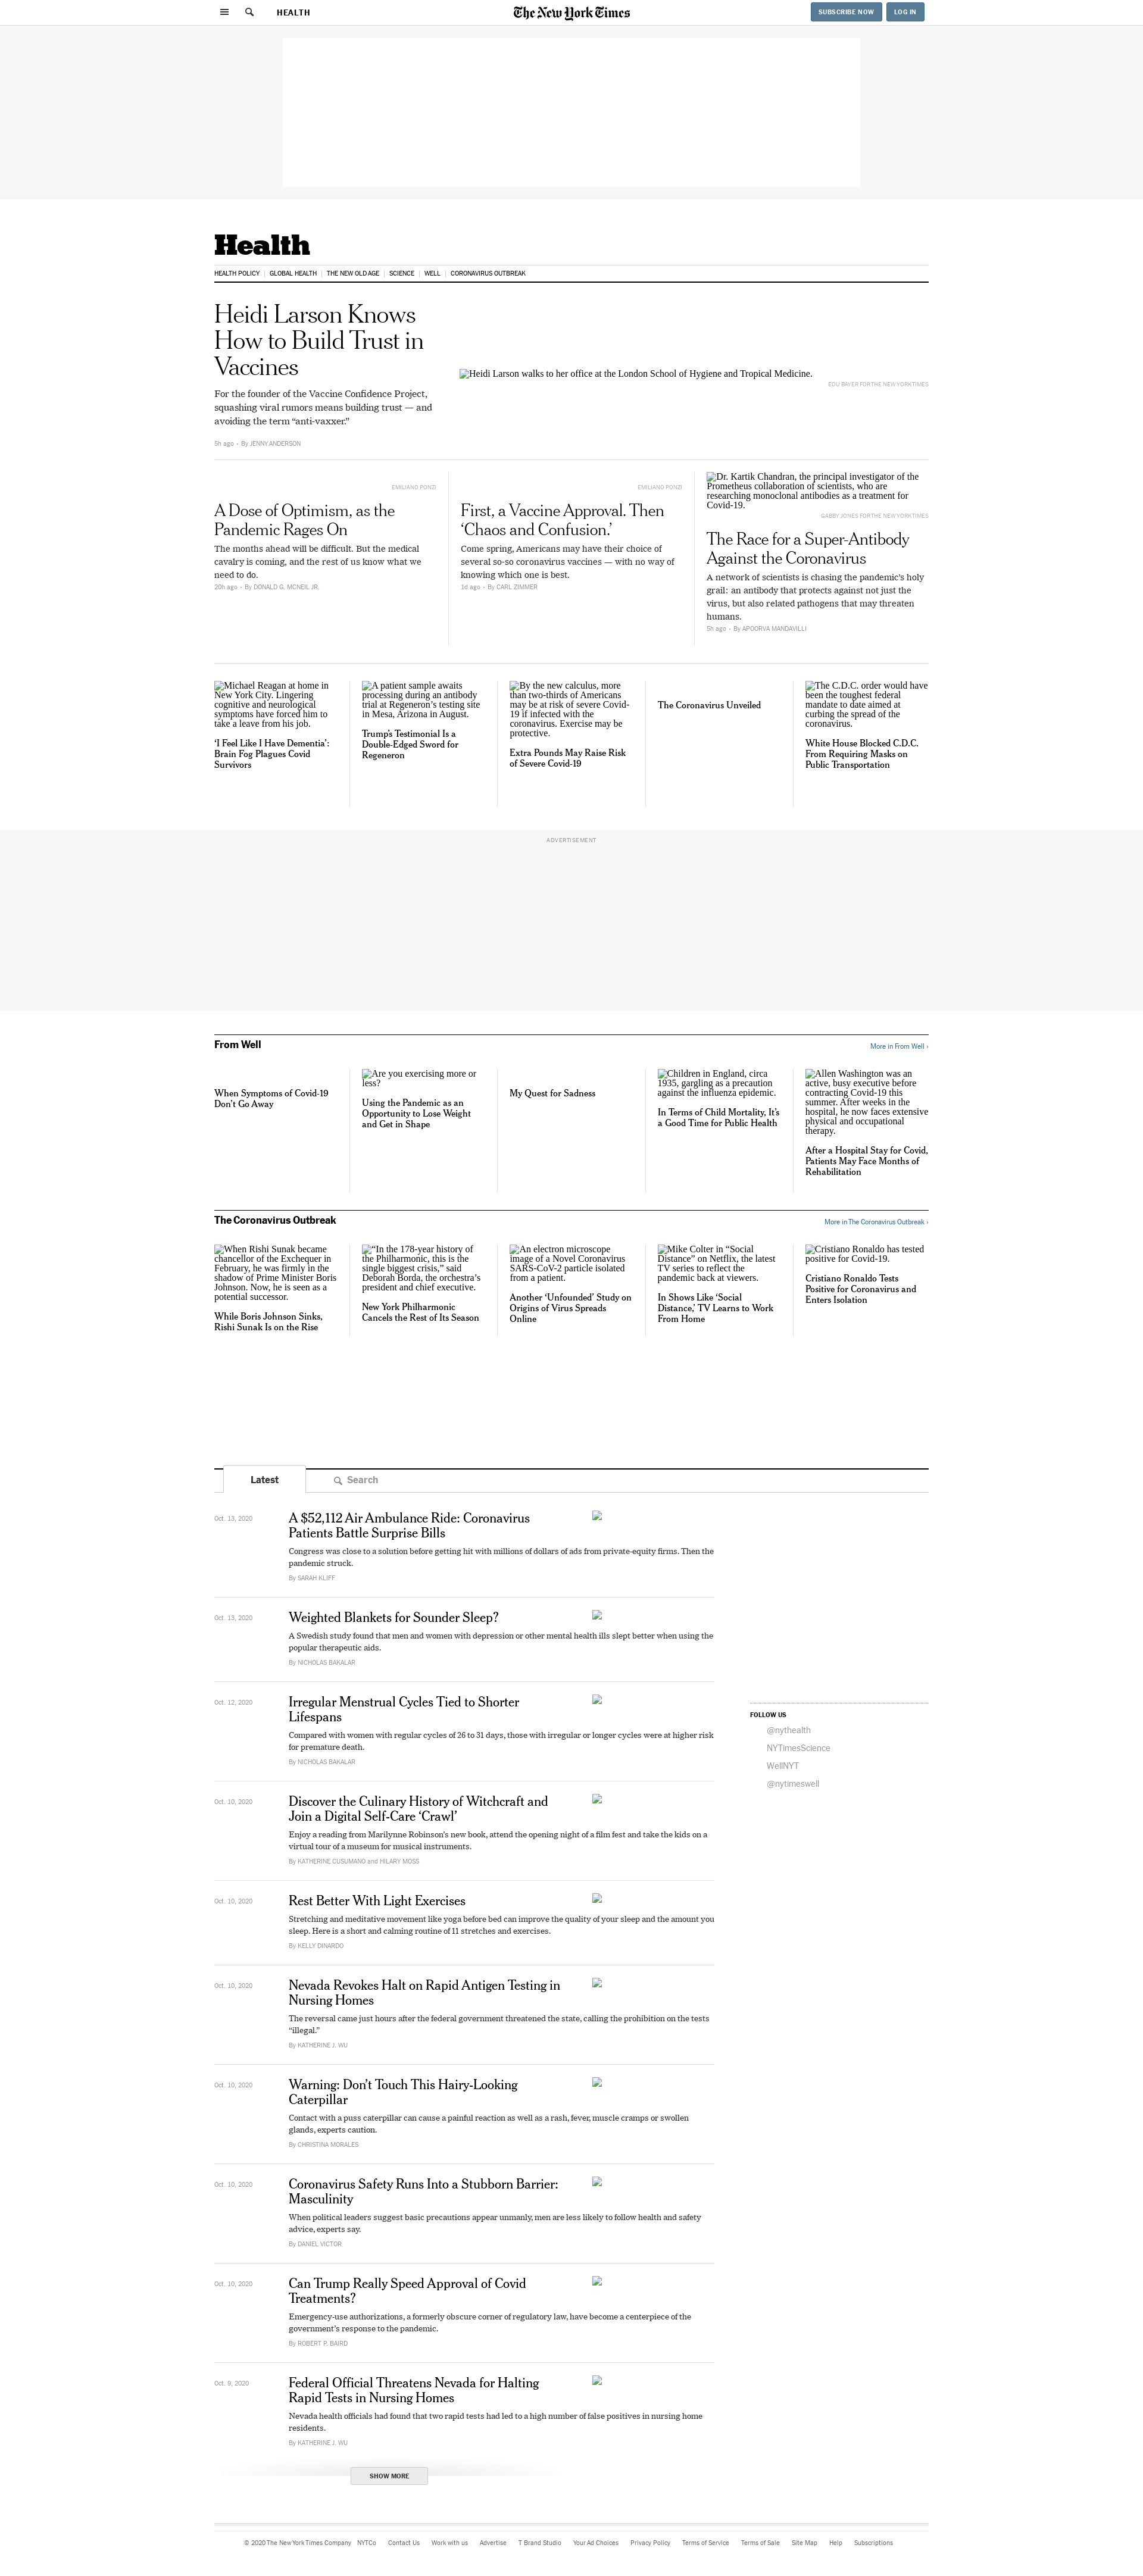 HEALTH
The New York Times
SUBSCRIBE NOW
LOG IN
Health
HEALTH POLICY | GLOBAL HEALTH | THE NEW OLD AGE | SCIENCE | WELL | CORONAVIRUS OUTBREAK
Heidi Larson Knows
How to Build Trust in
Vaccines
For the founder of the Vaccine Confidence Project,
squashing viral rumors means building trust — and
avoiding the term “anti-vaxxer.”
5h ago • By JENNY ANDERSON
Heidi Larson walks to her office at the London School of Hygiene and Tropical Medicine.
EDU BAYER FOR THE NEW YORK TIMES
EMILIANO PONZI
A Dose of Optimism, as the
Pandemic Rages On
The months ahead will be difficult. But the medical
cavalry is coming, and the rest of us know what we
need to do.
20h ago • By DONALD G. MCNEIL JR.
EMILIANO PONZI
First, a Vaccine Approval. Then
‘Chaos and Confusion.’
Come spring, Americans may have their choice of
several so-so coronavirus vaccines — with no way of
knowing which one is best.
1d ago • By CARL ZIMMER
Dr. Kartik Chandran, the principal investigator of the
Prometheus collaboration of scientists, who are
researching monoclonal antibodies as a treatment for
Covid-19.
GABBY JONES FOR THE NEW YORK TIMES
The Race for a Super-Antibody
Against the Coronavirus
A network of scientists is chasing the pandemic's holy
grail: an antibody that protects against not just the
virus, but also related pathogens that may threaten
humans.
5h ago • By APOORVA MANDAVILLI
Michael Reagan at home in
New York City. Lingering
cognitive and neurological
symptoms have forced him to
take a leave from his job.
‘I Feel Like I Have Dementia’:
Brain Fog Plagues Covid
Survivors
A patient sample awaits
processing during an antibody
trial at Regeneron’s testing site
in Mesa, Arizona in August.
Trump’s Testimonial Is a
Double-Edged Sword for
Regeneron
By the new calculus, more
than two-thirds of Americans
may be at risk of severe Covid-
19 if infected with the
coronavirus. Exercise may be
protective.
Extra Pounds May Raise Risk
of Severe Covid-19
The Coronavirus Unveiled
The C.D.C. order would have
been the toughest federal
mandate to date aimed at
curbing the spread of the
coronavirus.
White House Blocked C.D.C.
From Requiring Masks on
Public Transportation
ADVERTISEMENT
From Well
More in From Well ›
When Symptoms of Covid-19
Don’t Go Away
Are you exercising more or
less?
Using the Pandemic as an
Opportunity to Lose Weight
and Get in Shape
My Quest for Sadness
Children in England, circa
1935, gargling as a precaution
against the influenza epidemic.
In Terms of Child Mortality, It’s
a Good Time for Public Health
Allen Washington was an
active, busy executive before
contracting Covid-19 this
summer. After weeks in the
hospital, he now faces extensive
physical and occupational
therapy.
After a Hospital Stay for Covid,
Patients May Face Months of
Rehabilitation
The Coronavirus Outbreak
More in The Coronavirus Outbreak ›
When Rishi Sunak became
chancellor of the Exchequer in
February, he was firmly in the
shadow of Prime Minister Boris
Johnson. Now, he is seen as a
potential successor.
While Boris Johnson Sinks,
Rishi Sunak Is on the Rise
“In the 178-year history of
the Philharmonic, this is the
single biggest crisis,” said
Deborah Borda, the orchestra’s
president and chief executive.
New York Philharmonic
Cancels the Rest of Its Season
An electron microscope
image of a Novel Coronavirus
SARS-CoV-2 particle isolated
from a patient.
Another ‘Unfounded’ Study on
Origins of Virus Spreads
Online
Mike Colter in “Social
Distance” on Netflix, the latest
TV series to reflect the
pandemic back at viewers.
In Shows Like ‘Social
Distance,’ TV Learns to Work
From Home
Cristiano Ronaldo has tested
positive for Covid-19.
Cristiano Ronaldo Tests
Positive for Coronavirus and
Enters Isolation
Latest
Search
Oct. 13, 2020
A $52,112 Air Ambulance Ride: Coronavirus
Patients Battle Surprise Bills
Congress was close to a solution before getting hit with millions of dollars of ads from private-equity firms. Then the
pandemic struck.
By SARAH KLIFF
Oct. 13, 2020
Weighted Blankets for Sounder Sleep?
A Swedish study found that men and women with depression or other mental health ills slept better when using the
popular therapeutic aids.
By NICHOLAS BAKALAR
Oct. 12, 2020
Irregular Menstrual Cycles Tied to Shorter
Lifespans
Compared with women with regular cycles of 26 to 31 days, those with irregular or longer cycles were at higher risk
for premature death.
By NICHOLAS BAKALAR
Oct. 10, 2020
Discover the Culinary History of Witchcraft and
Join a Digital Self-Care ‘Crawl’
Enjoy a reading from Marilynne Robinson’s new book, attend the opening night of a film fest and take the kids on a
virtual tour of a museum for musical instruments.
By KATHERINE CUSUMANO and HILARY MOSS
Oct. 10, 2020
Rest Better With Light Exercises
Stretching and meditative movement like yoga before bed can improve the quality of your sleep and the amount you
sleep. Here is a short and calming routine of 11 stretches and exercises.
By KELLY DINARDO
Oct. 10, 2020
Nevada Revokes Halt on Rapid Antigen Testing in
Nursing Homes
The reversal came just hours after the federal government threatened the state, calling the prohibition on the tests
“illegal.”
By KATHERINE J. WU
Oct. 10, 2020
Warning: Don’t Touch This Hairy-Looking
Caterpillar
Contact with a puss caterpillar can cause a painful reaction as well as a rash, fever, muscle cramps or swollen
glands, experts caution.
By CHRISTINA MORALES
Oct. 10, 2020
Coronavirus Safety Runs Into a Stubborn Barrier:
Masculinity
When political leaders suggest basic precautions appear unmanly, men are less likely to follow health and safety
advice, experts say.
By DANIEL VICTOR
Oct. 10, 2020
Can Trump Really Speed Approval of Covid
Treatments?
Emergency-use authorizations, a formerly obscure corner of regulatory law, have become a centerpiece of the
government’s response to the pandemic.
By ROBERT P. BAIRD
Oct. 9, 2020
Federal Official Threatens Nevada for Halting
Rapid Tests in Nursing Homes
Nevada health officials had found that two rapid tests had led to a high number of false positives in nursing home
residents.
By KATHERINE J. WU
SHOW MORE
FOLLOW US
@nythealth
NYTimesScience
WellNYT
@nytimeswell
© 2020 The New York Times Company NYTCo Contact Us Work with us Advertise T Brand Studio Your Ad Choices Privacy Policy Terms of Service Terms of Sale Site Map Help Subscriptions